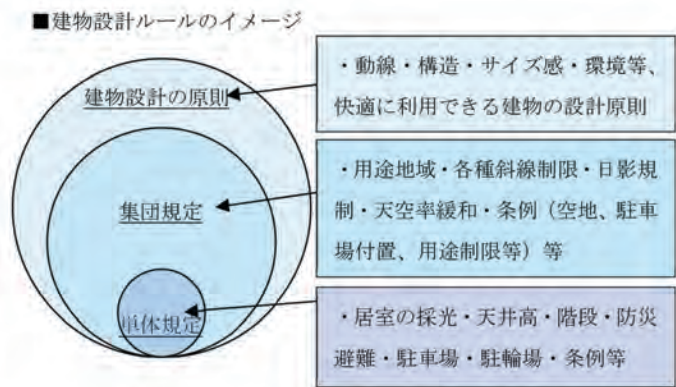 ■建物設計ルールのイメージ
建物設計の原則
・動線・構造・サイズ感・環境等、
快適に利用できる建物の設計原則
集団規定
・用途地域・各種斜線制限・日影規
制・天空率緩和・条例（空地、駐車
場付置、用途制限等）等
単体規定
・居室の採光・天井高・階段・防災
避難・駐車場・駐輪場・条例等